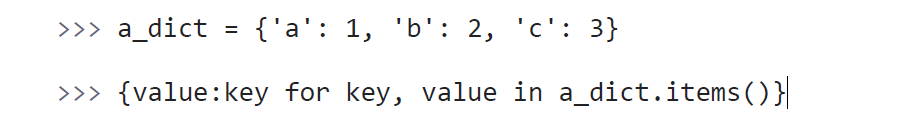 >>> a_dict = {'a': 1, 'b': 2, 'c': 3}
>>> {value:key for key, value in a_dict.items()}